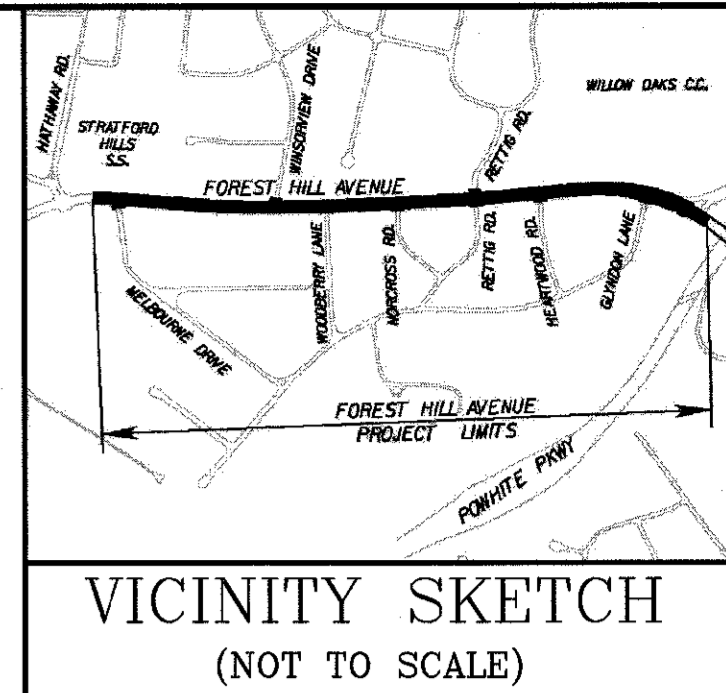 HATHAWAY RD.
STRATFORD
HILLS
S.S.
WINSORVIEW DRIVE
RETTIG RD.
WILLOW OAKS C.C.
FOREST HILL AVENUE
MELBOURNE DRIVE
WOODBERRY LANE
NORCROSS RD.
RETTIG RD.
HEARTWOOD RD.
GLYNDON LANE
FOREST HILL AVENUE
PROJECT LIMITS
POWHITE PKWY
VICINITY SKETCH
(NOT TO SCALE)